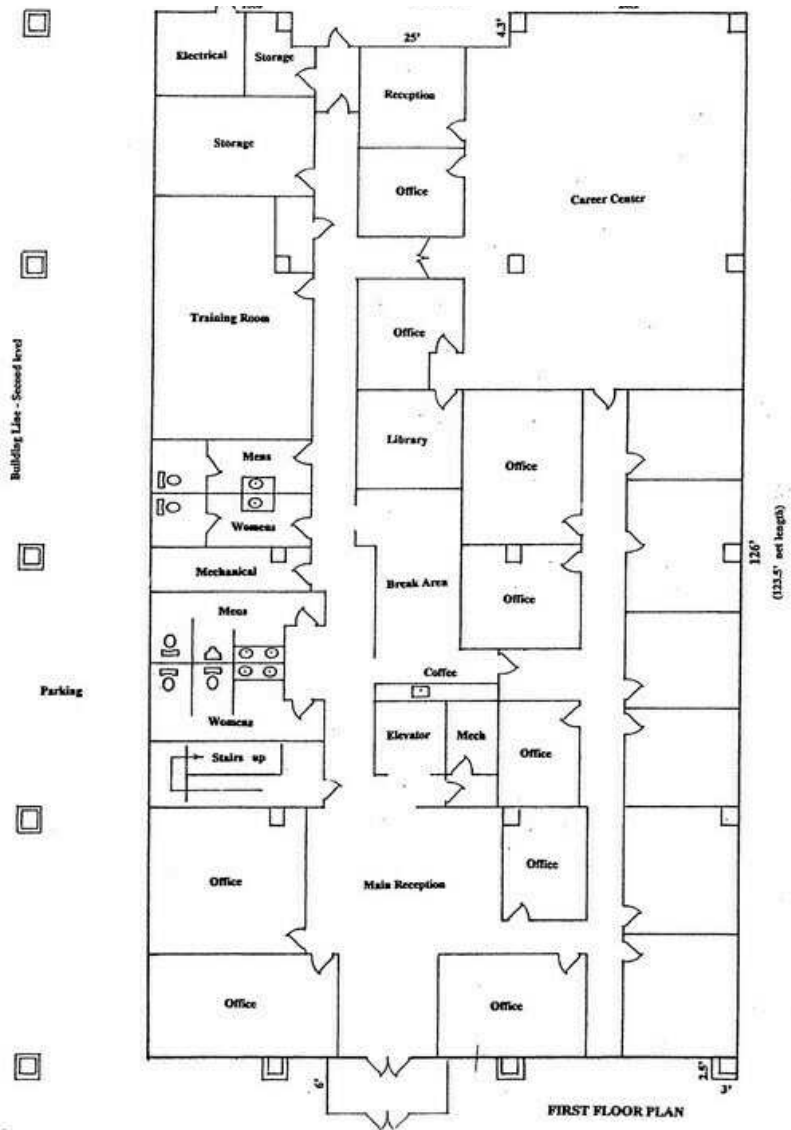 25'
4.3'
Electrical
Storage
Reception
Storage
Office
Career Center
Training Room
Office
Building Line - Second level
Library
Mens
Office
Womens
126'
(123.5' net length)
Mechanical
Break Area
Office
Mens
Coffee
Parking
Womens
Elevator
Mech
Office
Stairs up
Office
Office
Main Reception
Office
Office
6'
2.5'
3'
FIRST FLOOR PLAN